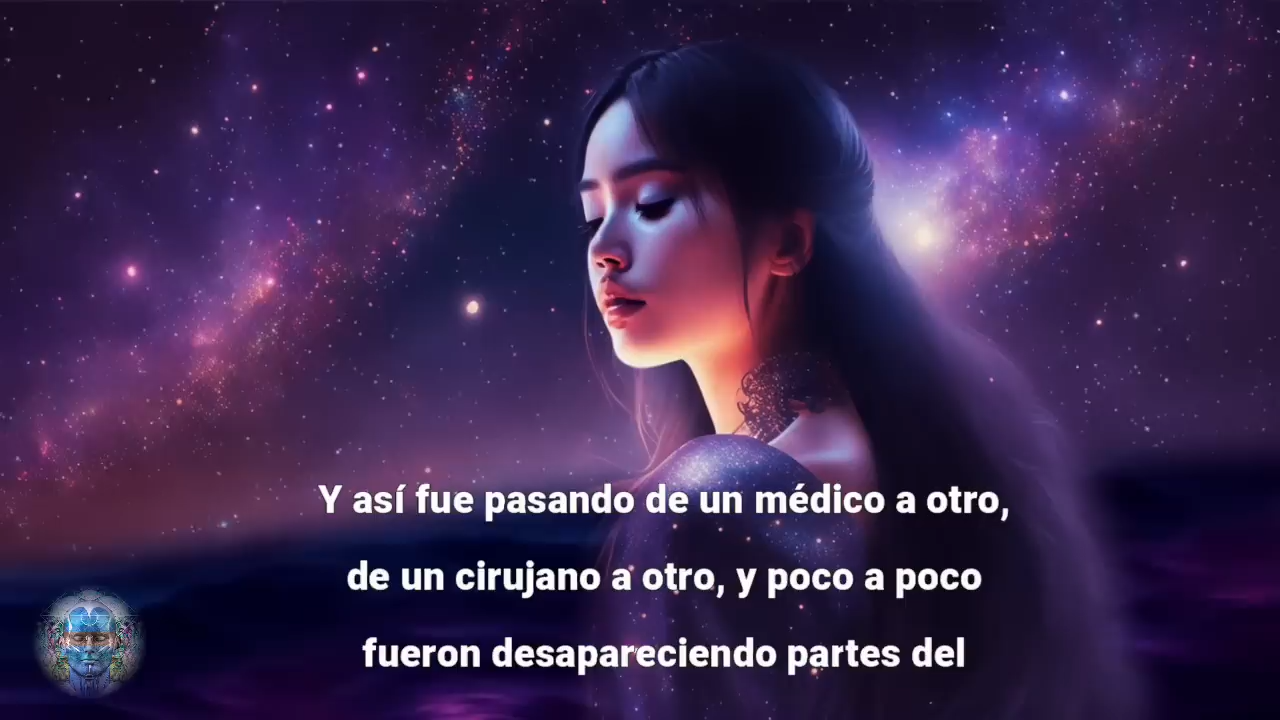 Y así fue pasando de un médico a otro,
de un cirujano a otro, y poco a poco
fueron desapareciendo partes del